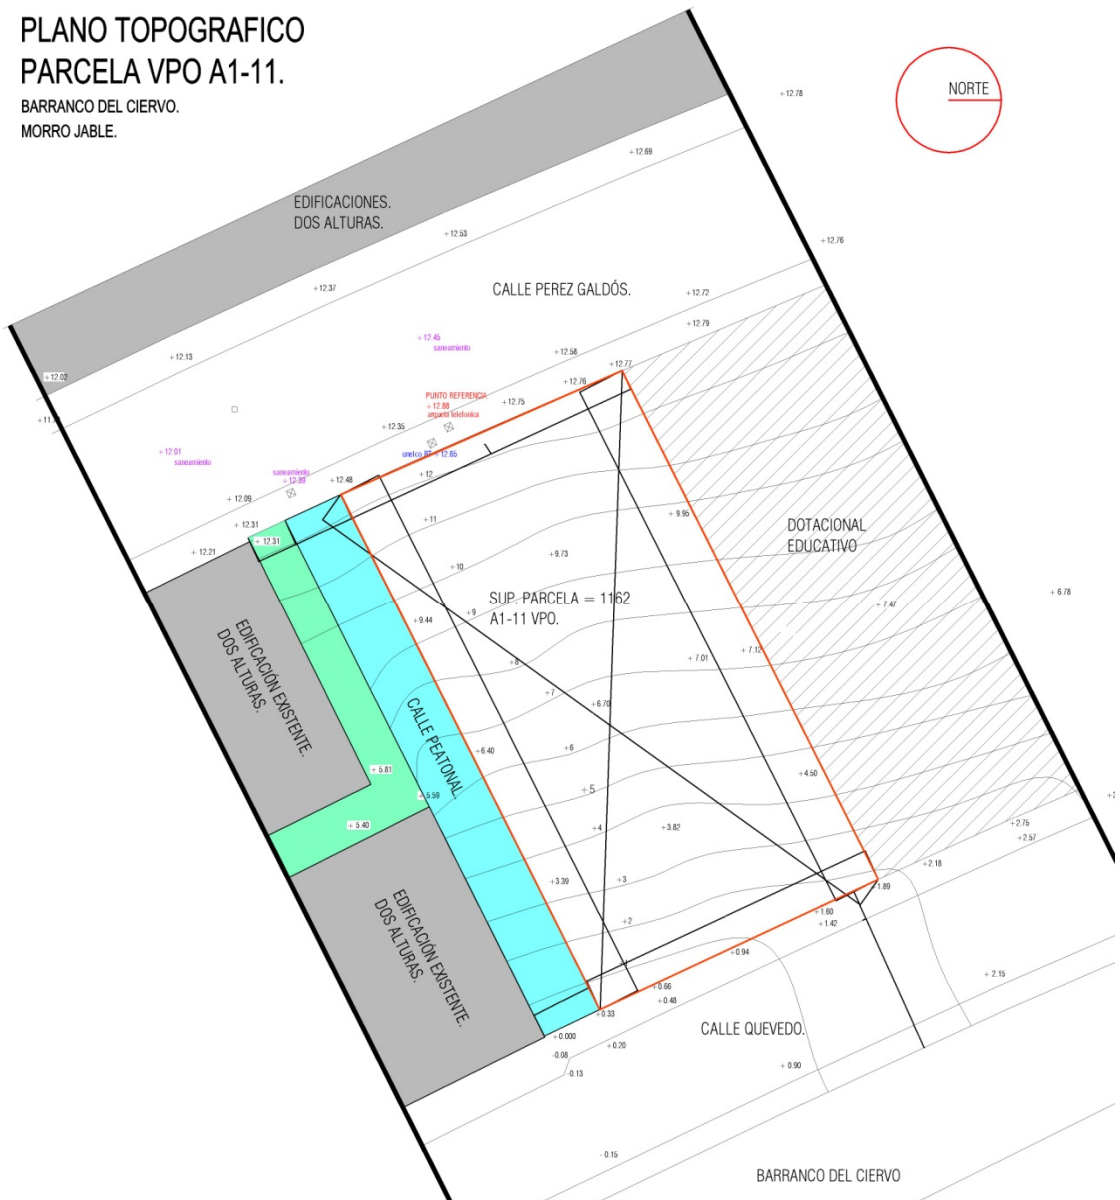 PLANO TOPOGRAFICO
PARCELA VPO A1-11.
BARRANCO DEL CIERVO.
MORRO JABLE.
NORTE
+12.78
+12.69
EDIFICACIONES.
DOS ALTURAS.
+12.53
+12.76
+12.37
CALLE PEREZ GALDÓS.
+12.72
+12.79
+12.45
saneamiento
+12.13
+12.58
+12.77
+12.02
+12.76
PUNTO REFERENCIA
+12.88
arqueta telefonica
+12.75
+12.35
unelco BT +12.65
+12.01
saneamiento
saneamiento
+12.39
+12.48
+12
+12.09
+12.31
+12.31
+12.21
+11
+9.95
DOTACIONAL
EDUCATIVO
+9.73
+10
SUP. PARCELA = 1162
A1-11 VPO.
+9
+9.44
+7.47
+6.78
EDIFICACIÓN EXISTENTE.
DOS ALTURAS.
+8
+7.01
+7.12
+7
+6.70
CALLE PEATONAL.
+6.40
+6
+5.81
+5.59
+5
+4.50
+5.40
+4
+3.82
+2.75
+2.57
+2.18
+3.39
+3
+1.89
EDIFICACIÓN EXISTENTE.
DOS ALTURAS.
+2
+1.60
+1.42
+0.94
+2.15
+0.66
+0.48
+0.33
CALLE QUEVEDO.
+0.000
+0.20
-0.08
-0.13
+0.90
-0.15
BARRANCO DEL CIERVO